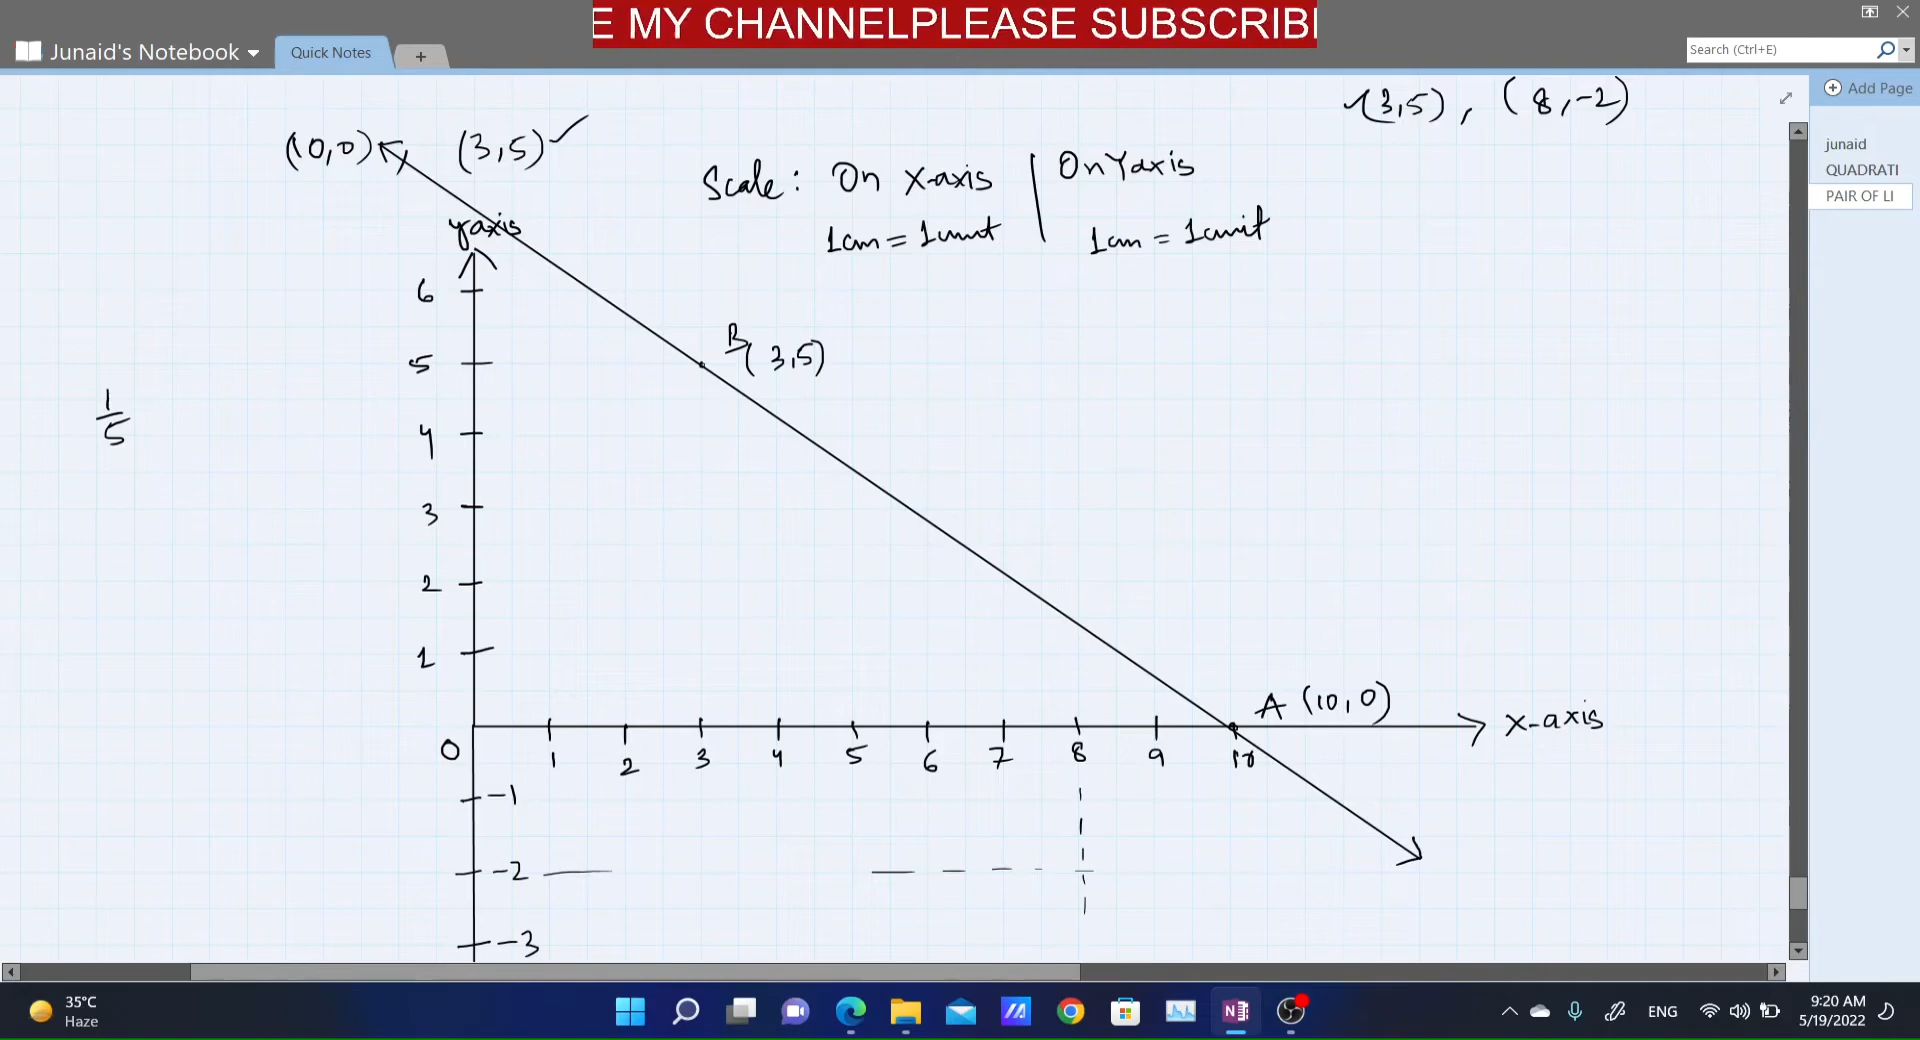 E MY CHANNELPLEASE SUBSCRIB
Junaid's Notebook
Quick Notes
Search (Ctrl+E)
Add Page
junaid
QUADRATI
PAIR OF LI
(3,5), (8,-2)
(10,0) (3,5)
Scale: On X-axis | On Y axis
1cm = 1unit 1cm = 1unit
y axis
6
5
4
3
2
1
B(3,5)
1/5
A (10,0)
X-axis
0 1 2 3 4 5 6 7 8 9 10
-1
-2
-3
35°C
Haze
ENG
9:20 AM
5/19/2022